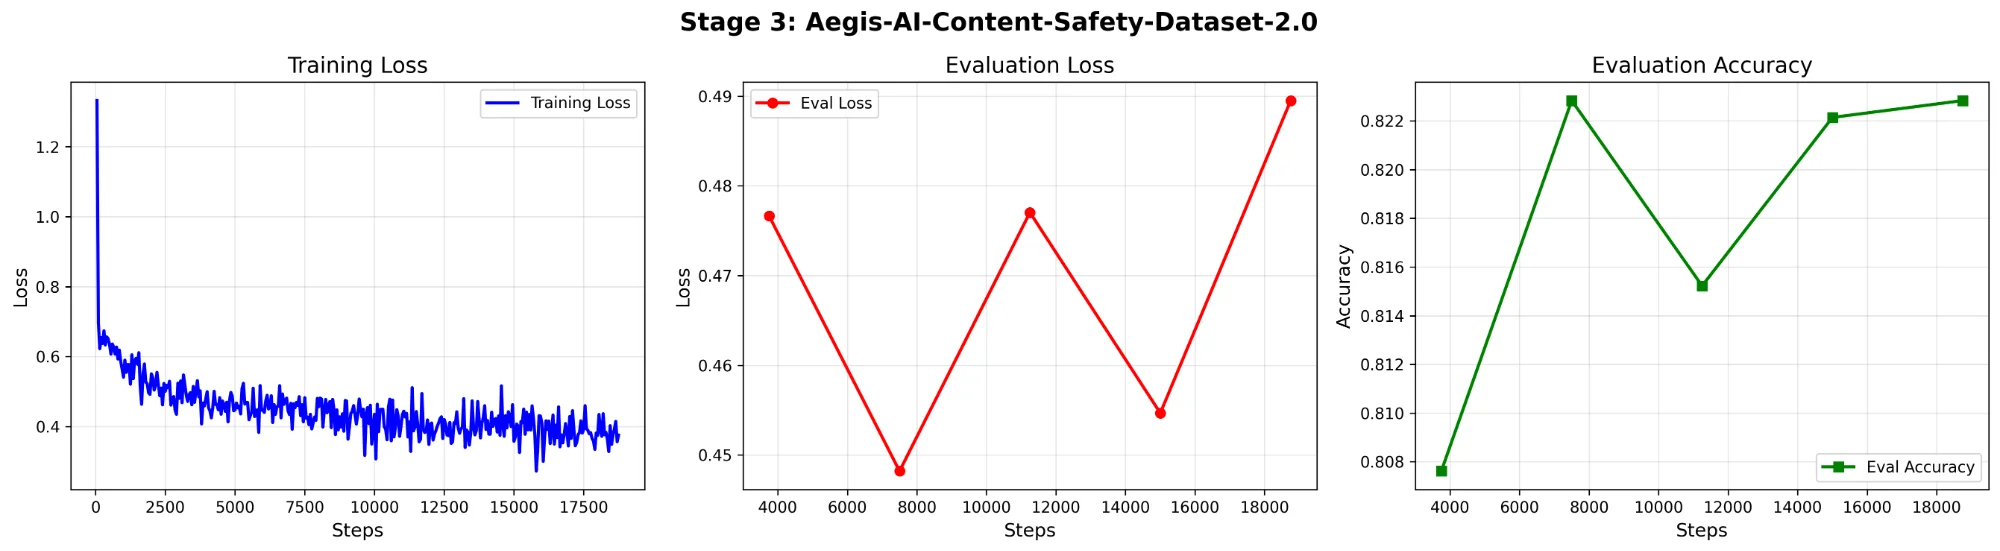 Stage 3: Aegis-AI-Content-Safety-Dataset-2.0
Training Loss
Training Loss
1.2
1.0
0.8
0.6
0.4
Loss
0 2500 5000 7500 10000 12500 15000 17500
Steps
Evaluation Loss
Eval Loss
0.49
0.48
0.47
0.46
0.45
Loss
4000 6000 8000 10000 12000 14000 16000 18000
Steps
Evaluation Accuracy
0.822
0.820
0.818
0.816
0.814
0.812
0.810
0.808
Accuracy
Eval Accuracy
4000 6000 8000 10000 12000 14000 16000 18000
Steps